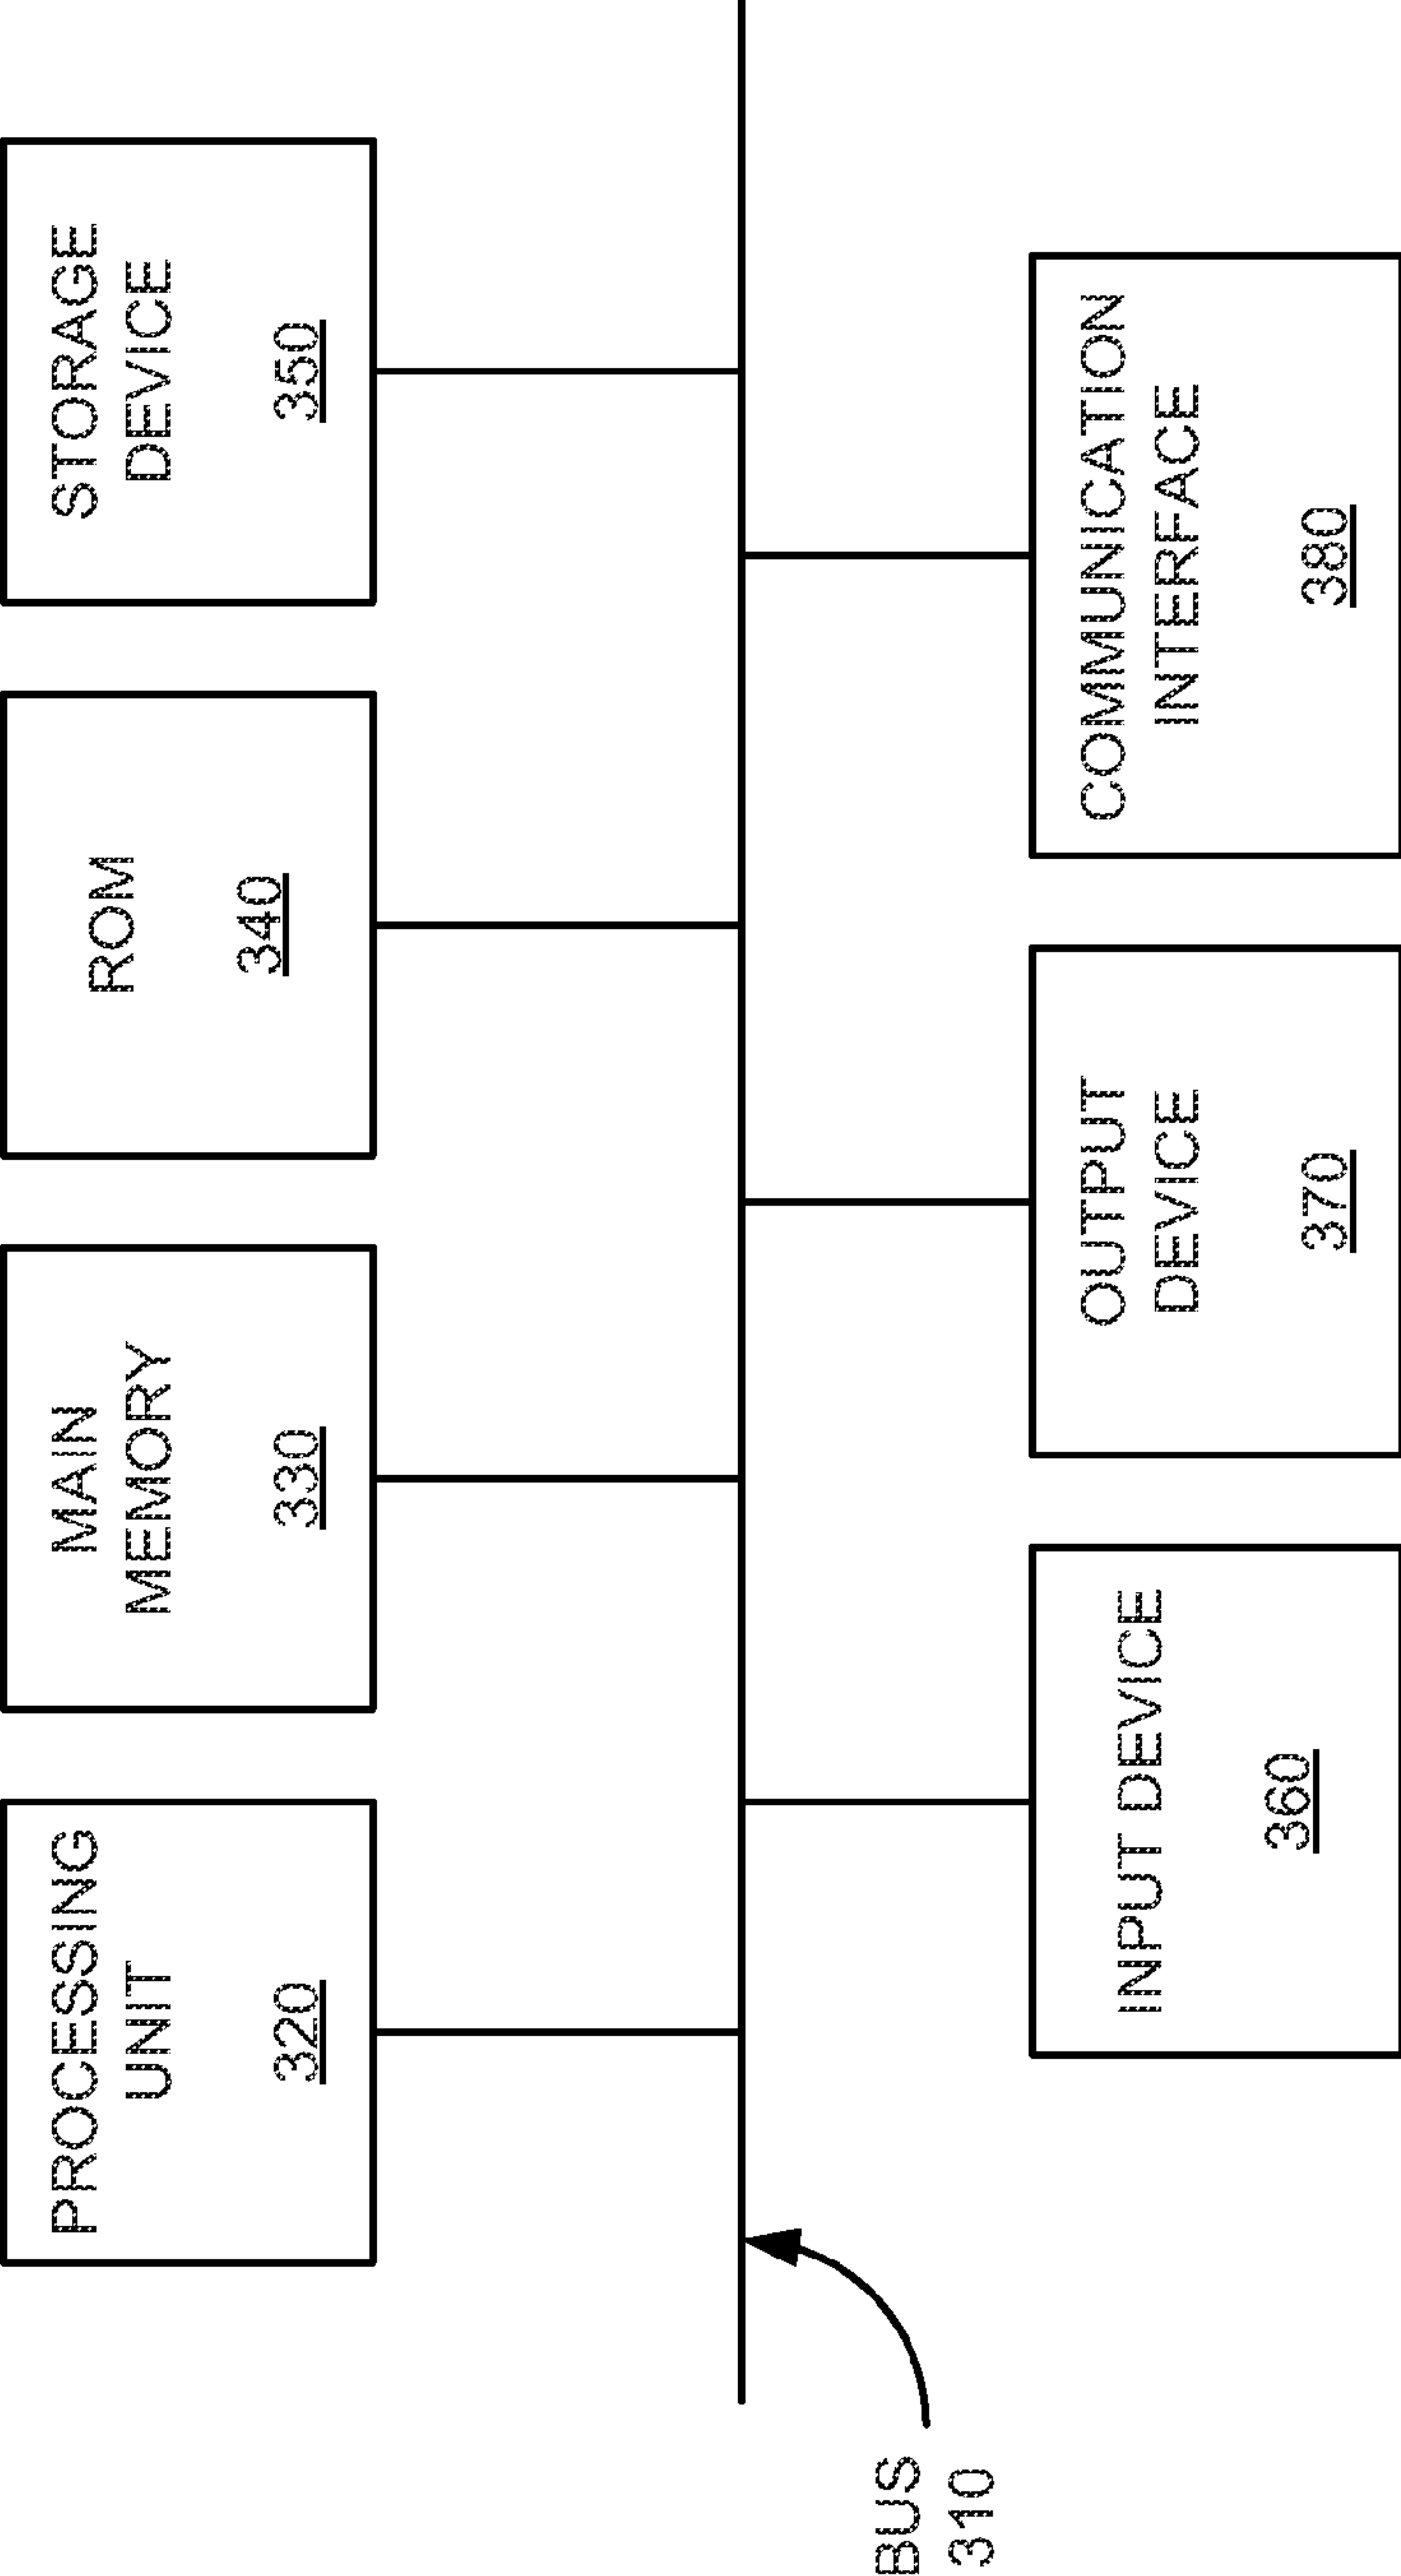 PROCESSING
UNIT
320
MAIN
MEMORY
330
ROM
340
STORAGE
DEVICE
350
BUS
310
INPUT DEVICE
360
OUTPUT
DEVICE
370
COMMUNICATION
INTERFACE
380